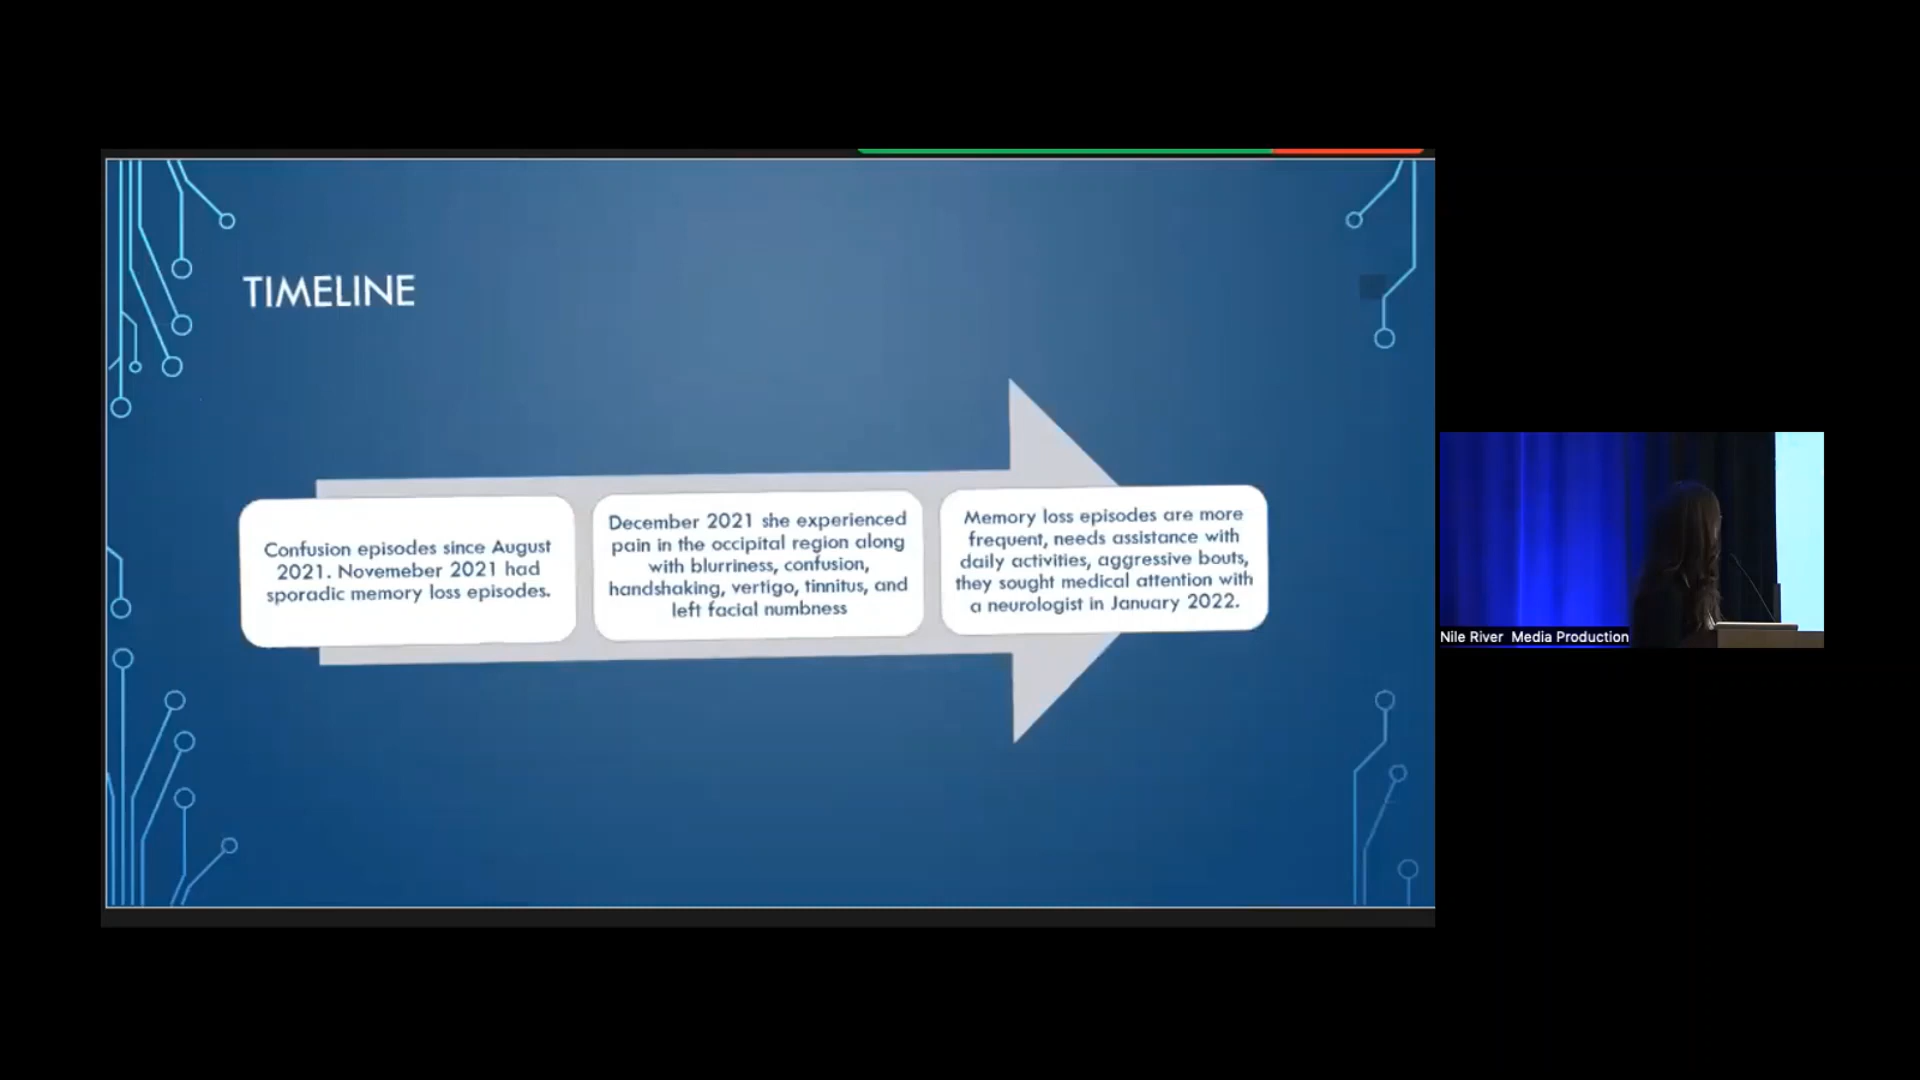 TIMELINE
Confusion episodes since August
2021. Novemeber 2021 had
sporadic memory loss episodes.
December 2021 she experienced
pain in the occipital region along
with blurriness, confusion,
handshaking, vertigo, tinnitus, and
left facial numbness
Memory loss episodes are more
frequent, needs assistance with
daily activities, aggressive bouts,
they sought medical attention with
a neurologist in January 2022.
Nile River Media Production